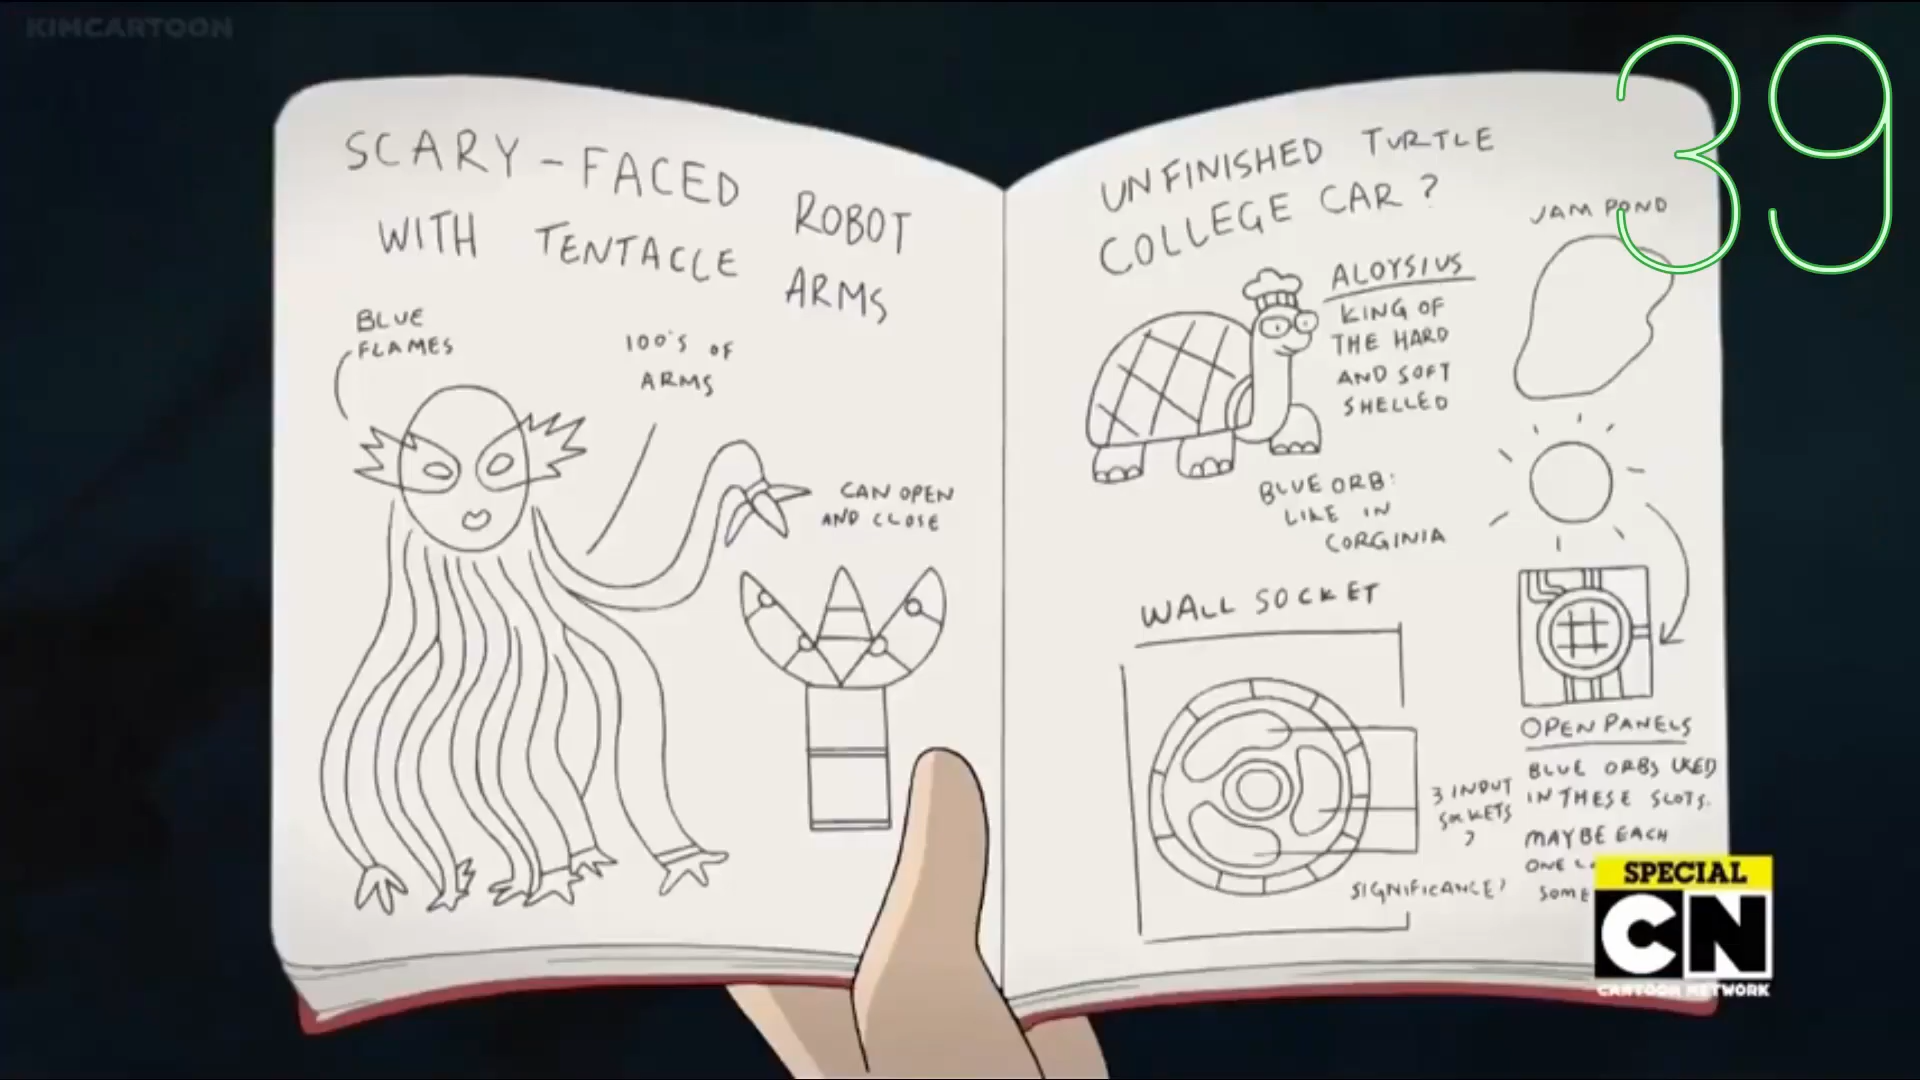 KIMCARTOON
39
SCARY-FACED ROBOT
WITH TENTACLE ARMS
BLUE
FLAMES
100'S OF
ARMS
CAN OPEN
AND CLOSE
UNFINISHED TURTLE
COLLEGE CAR?
JAM POND
ALOYSIUS
KING OF
THE HARD
AND SOFT
SHELLED
BLUE ORB:
LIKE IN
CORGINIA
WALL SOCKET
3 INPUT
SOCKETS
?
SIGNIFICANCE?
OPEN PANELS
BLUE ORBS USED
IN THESE SLOTS.
MAYBE EACH
ONE
SOME
SPECIAL
CN
CARTOON NETWORK